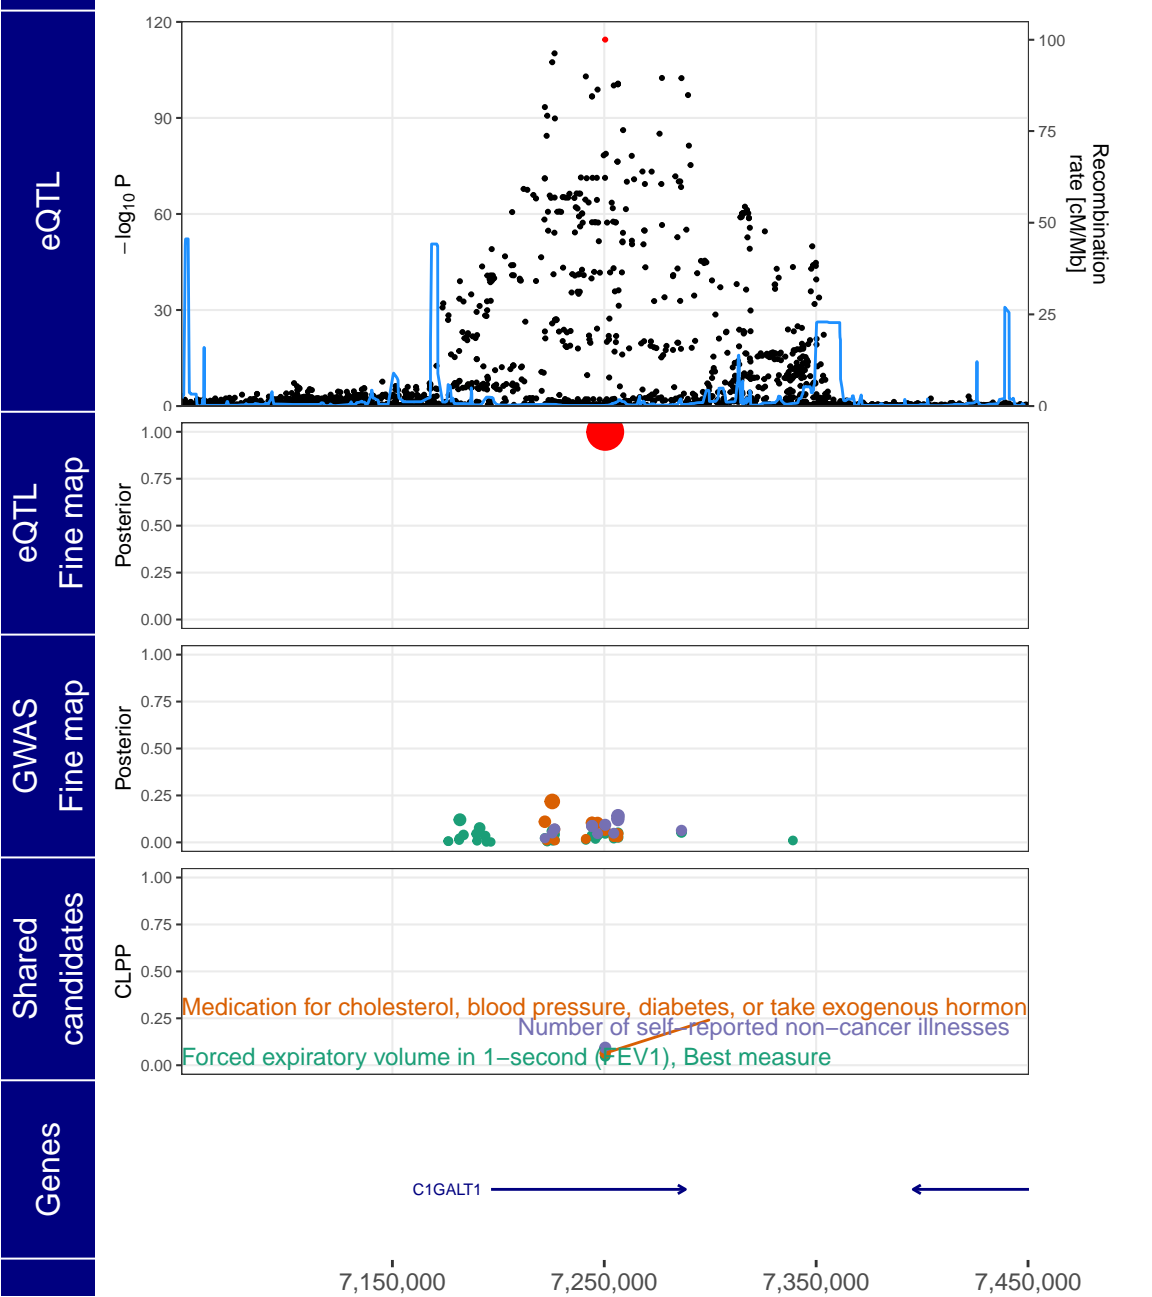 eQTL
−log10 P
120
90
60
30
0
100
75
50
25
0
Recombination
rate [cM/Mb]
eQTL
Fine map
Posterior
1.00
0.75
0.50
0.25
0.00
GWAS
Fine map
Posterior
1.00
0.75
0.50
0.25
0.00
Shared
candidates
CLPP
1.00
0.75
0.50
0.25
0.00
Medication for cholesterol, blood pressure, diabetes, or take exogenous hormon
Number of self−reported non−cancer illnesses
Forced expiratory volume in 1−second (FEV1), Best measure
Genes
C1GALT1
7,150,000
7,250,000
7,350,000
7,450,000